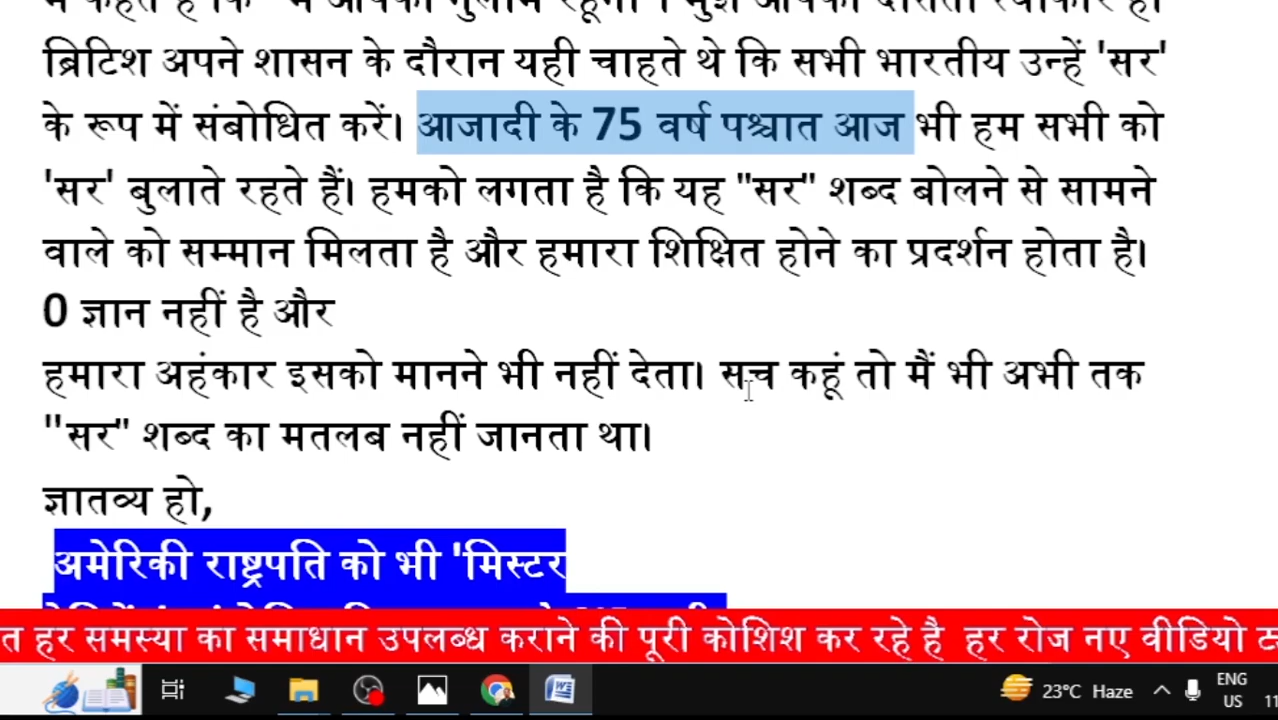 ब्रिटिश अपने शासन के दौरान यही चाहते थे कि सभी भारतीय उन्हें 'सर'
के रूप में संबोधित करें। आजादी के 75 वर्ष पश्चात आज भी हम सभी को
'सर' बुलाते रहते हैं। हमको लगता है कि यह "सर" शब्द बोलने से सामने
वाले को सम्मान मिलता है और हमारा शिक्षित होने का प्रदर्शन होता है।
0 ज्ञान नहीं है और
हमारा अहंकार इसको मानने भी नहीं देता। सच कहूं तो मैं भी अभी तक
"सर" शब्द का मतलब नहीं जानता था।
ज्ञातव्य हो,
अमेरिकी राष्ट्रपति को भी 'मिस्टर
हर समस्या का समाधान उपलब्ध कराने की पूरी कोशिश कर रहे है हर रोज नए वीडियो
23°C Haze
ENG
US